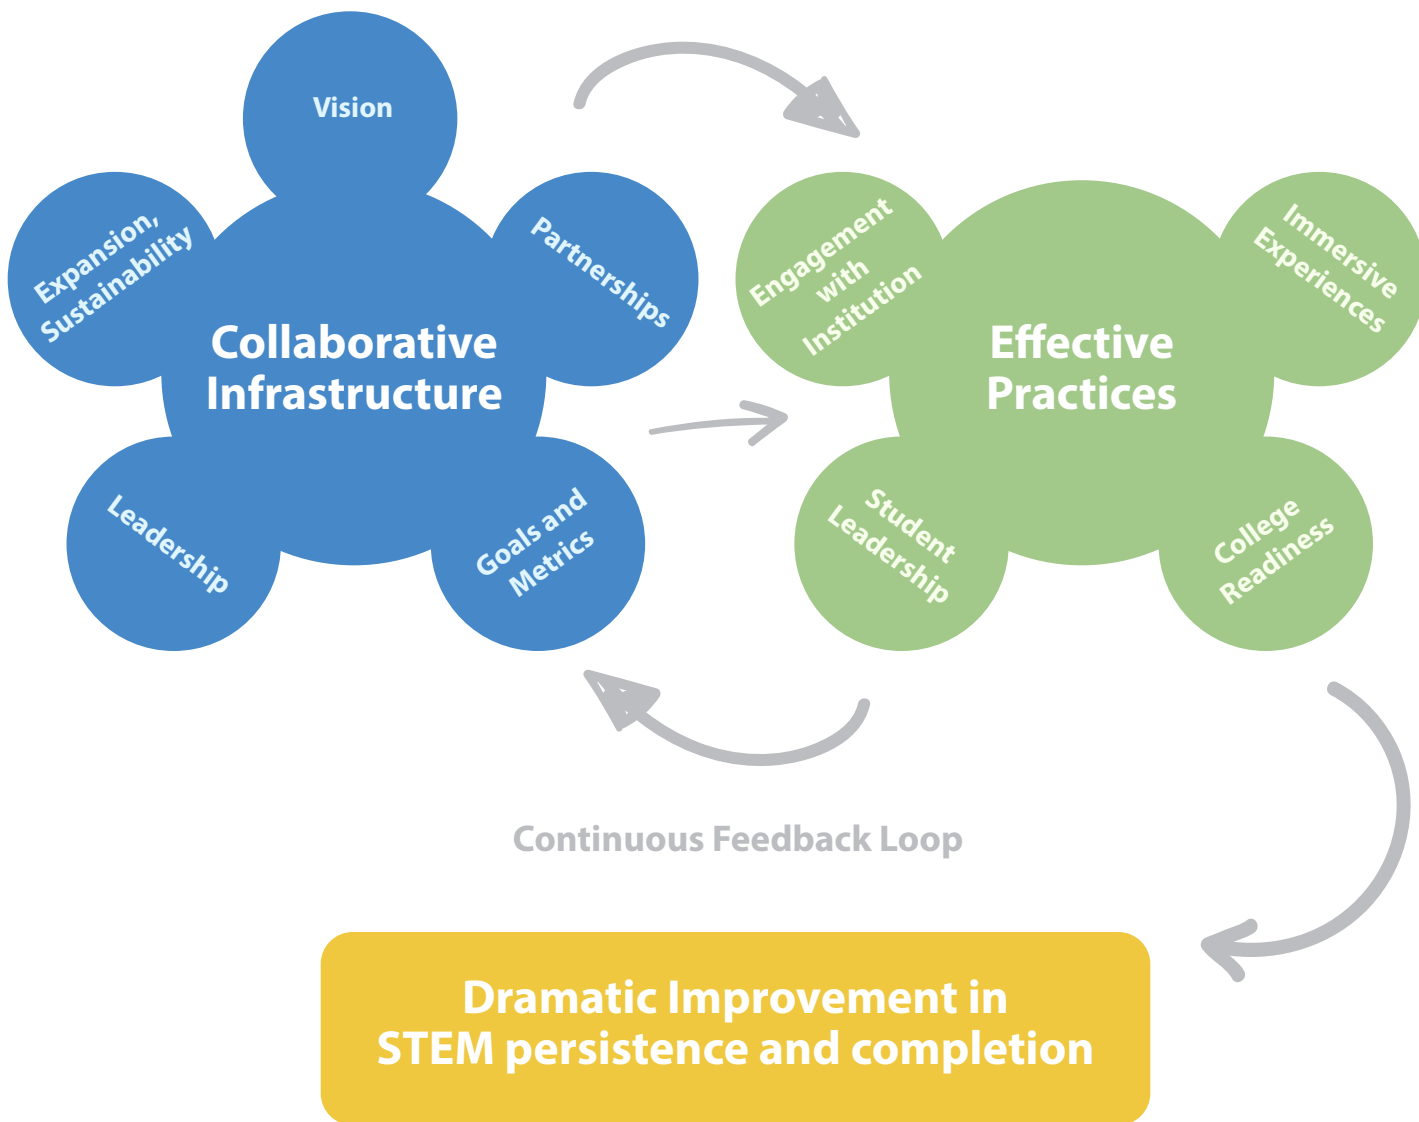 Vision
Expansion,
Sustainability
Partnerships
Collaborative
Infrastructure
Leadership
Goals and
Metrics
Engagement
with
Institution
Immersive
Experiences
Effective
Practices
Student
Leadership
College
Readiness
Continuous Feedback Loop
Dramatic Improvement in
STEM persistence and completion